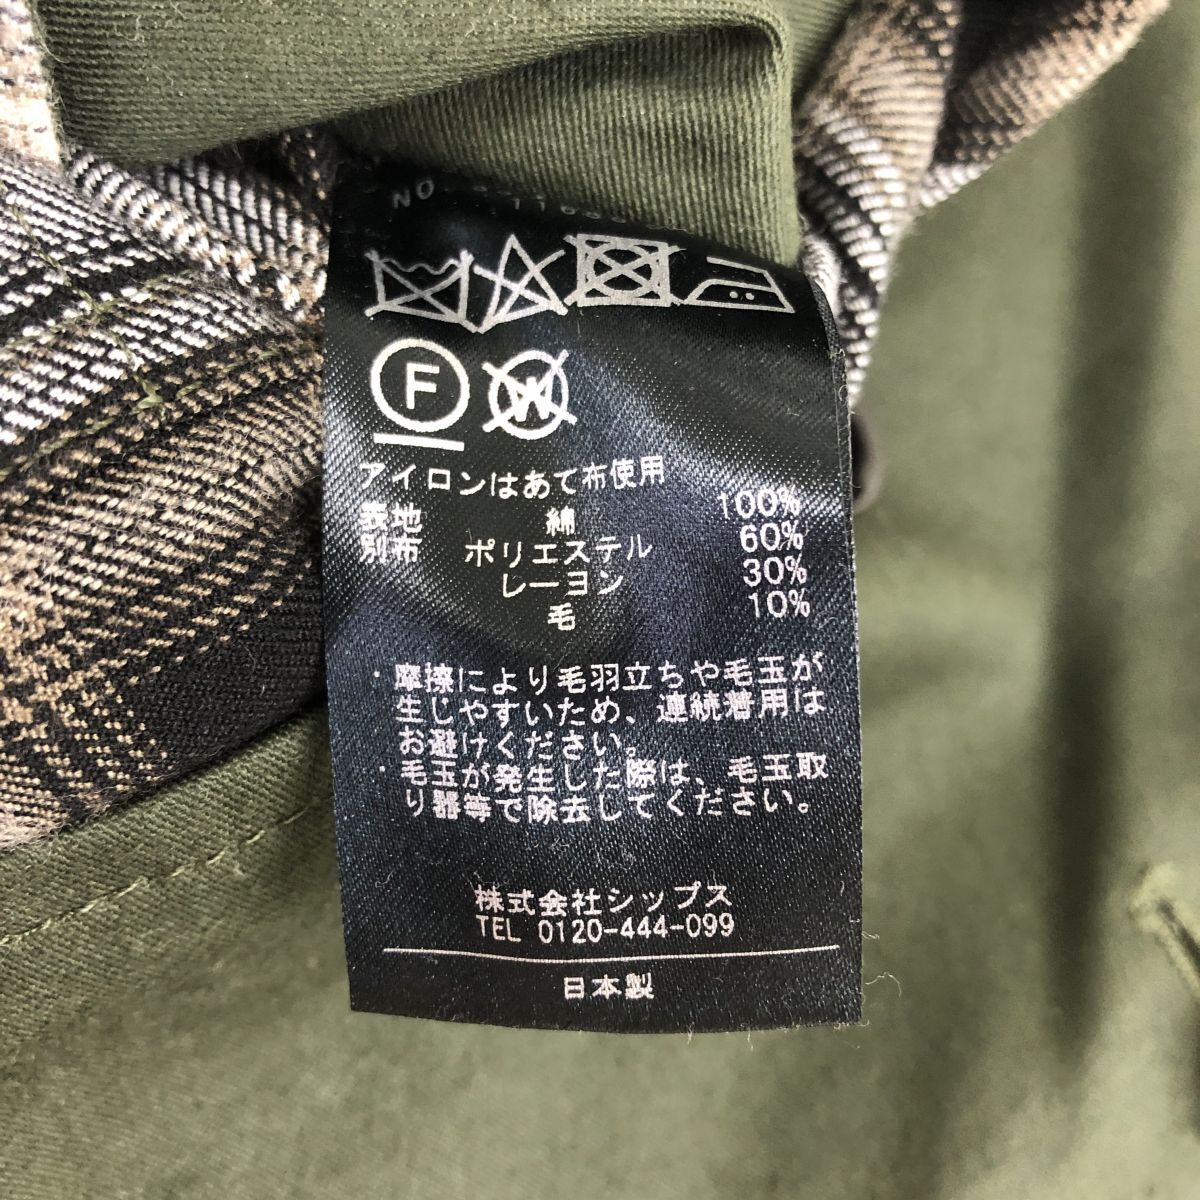 NO.
F
W
アイロンはあて布使用
表地 綿 100%
別布 ポリエステル 60%
レーヨン 30%
毛 10%
・摩擦により毛羽立ちや毛玉が
生じやすいため、連続着用は
お避けください。
・毛玉が発生した際は、毛玉取
り器等で除去してください。
株式会社シップス
TEL 0120-444-099
日本製